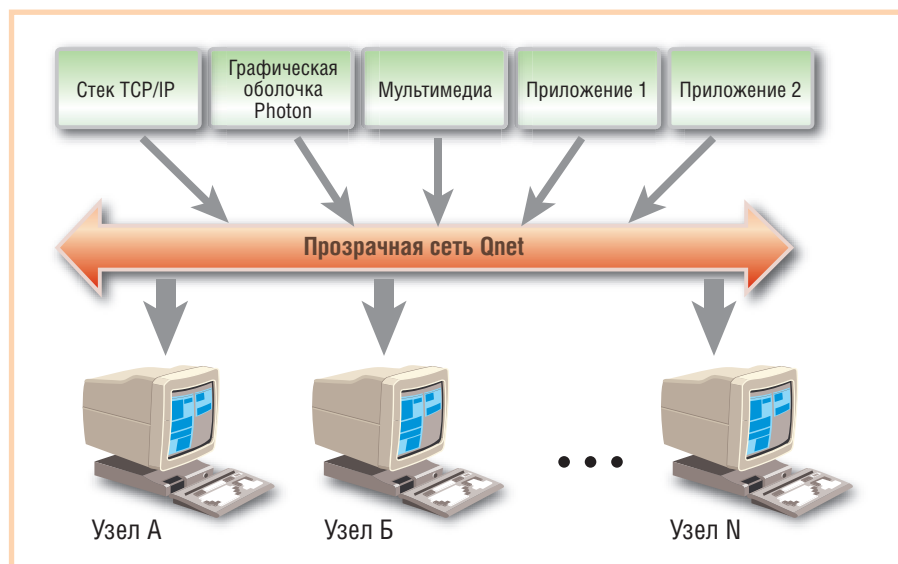 Стек TCP/IP
Графическая
оболочка
Photon
Мультимедиа
Приложение 1
Приложение 2
Прозрачная сеть Qnet
Узел А
Узел Б
Узел N